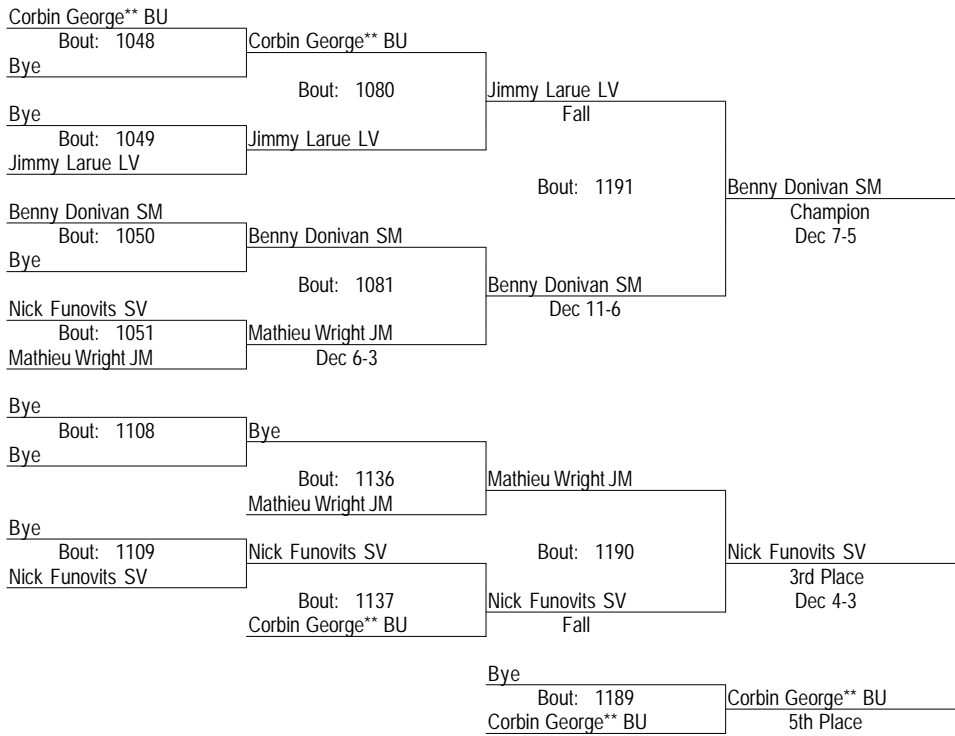 Corbin George** BU
Bout: 1048
Bye
Corbin George** BU
Bout: 1080
Bye
Bout: 1049
Jimmy Larue LV
Jimmy Larue LV
Jimmy Larue LV
Fall
Bout: 1191
Benny Donivan SM
Bout: 1050
Bye
Benny Donivan SM
Bout: 1081
Nick Funovits SV
Bout: 1051
Mathieu Wright JM
Mathieu Wright JM
Dec 6-3
Benny Donivan SM
Dec 11-6
Benny Donivan SM
Champion
Dec 7-5
Bye
Bout: 1108
Bye
Bye
Bout: 1136
Mathieu Wright JM
Mathieu Wright JM
Bye
Bout: 1109
Nick Funovits SV
Nick Funovits SV
Bout: 1137
Corbin George** BU
Bout: 1190
Nick Funovits SV
Fall
Nick Funovits SV
3rd Place
Dec 4-3
Bye
Bout: 1189
Corbin George** BU
Corbin George** BU
5th Place